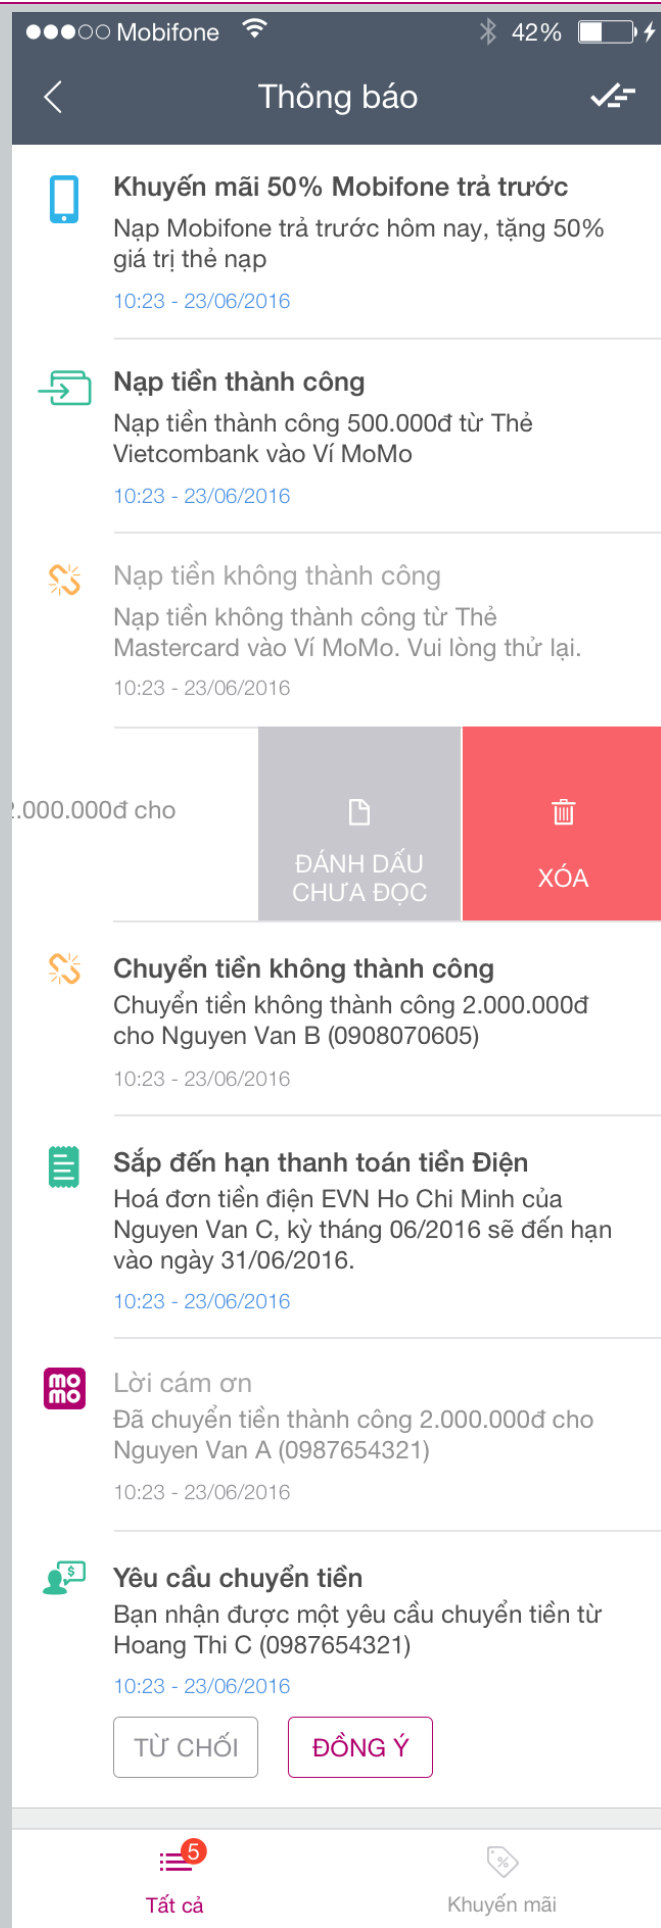 Mobifone
42%
Thông báo
Khuyến mãi 50% Mobifone trả trước
Nạp Mobifone trả trước hôm nay, tặng 50%
giá trị thẻ nạp
10:23 - 23/06/2016
Nạp tiền thành công
Nạp tiền thành công 500.000đ từ Thẻ
Vietcombank vào Ví MoMo
10:23 - 23/06/2016
Nạp tiền không thành công
Nạp tiền không thành công từ Thẻ
Mastercard vào Ví MoMo. Vui lòng thử lại.
10:23 - 23/06/2016
.000.000đ cho
ĐÁNH DẤU
CHƯA ĐỌC
XÓA
Chuyển tiền không thành công
Chuyển tiền không thành công 2.000.000đ
cho Nguyen Van B (0908070605)
10:23 - 23/06/2016
Sắp đến hạn thanh toán tiền Điện
Hoá đơn tiền điện EVN Ho Chi Minh của
Nguyen Van C, kỳ tháng 06/2016 sẽ đến hạn
vào ngày 31/06/2016.
10:23 - 23/06/2016
mo
mo
Lời cám ơn
Đã chuyển tiền thành công 2.000.000đ cho
Nguyen Van A (0987654321)
10:23 - 23/06/2016
Yêu cầu chuyển tiền
Bạn nhận được một yêu cầu chuyển tiền từ
Hoang Thi C (0987654321)
10:23 - 23/06/2016
TỪ CHỐI
ĐỒNG Ý
5
Tất cả
Khuyến mãi